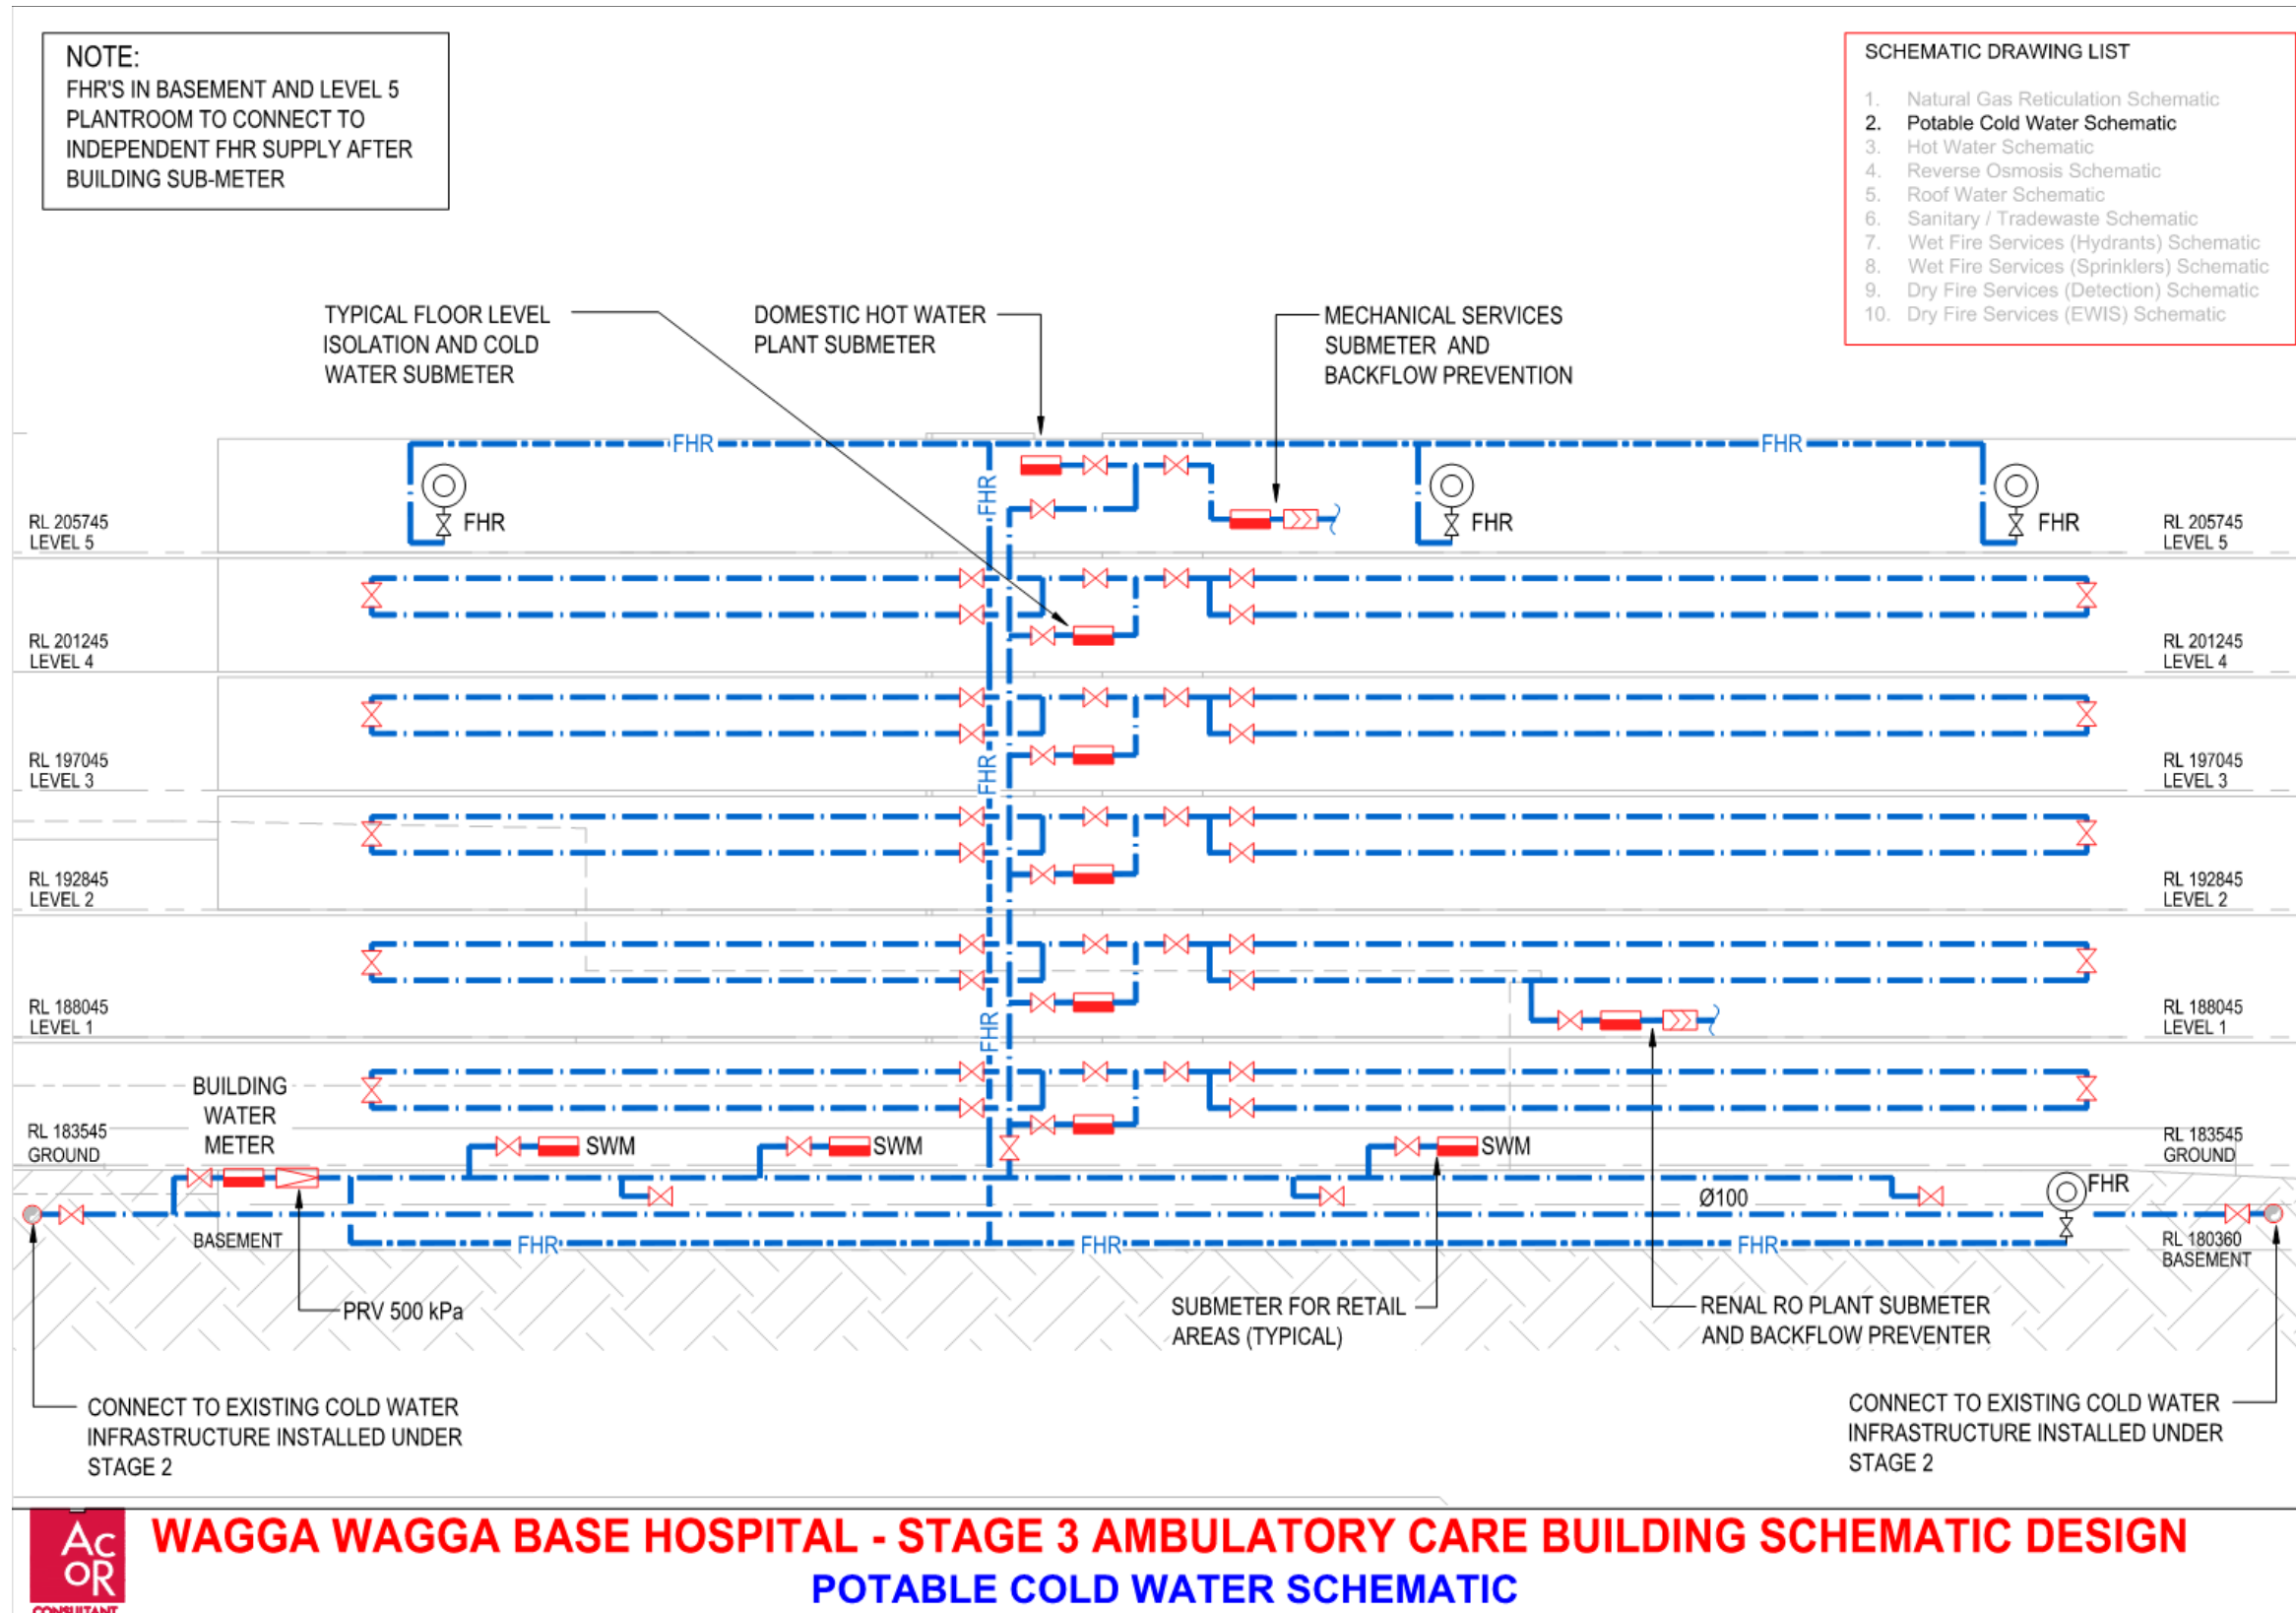 NOTE:
FHR'S IN BASEMENT AND LEVEL 5
PLANTROOM TO CONNECT TO
INDEPENDENT FHR SUPPLY AFTER
BUILDING SUB-METER
SCHEMATIC DRAWING LIST
1. Natural Gas Reticulation Schematic
2. Potable Cold Water Schematic
3. Hot Water Schematic
4. Reverse Osmosis Schematic
5. Roof Water Schematic
6. Sanitary / Tradewaste Schematic
7. Wet Fire Services (Hydrants) Schematic
8. Wet Fire Services (Sprinklers) Schematic
9. Dry Fire Services (Detection) Schematic
10. Dry Fire Services (EWIS) Schematic
TYPICAL FLOOR LEVEL
ISOLATION AND COLD
WATER SUBMETER
DOMESTIC HOT WATER
PLANT SUBMETER
MECHANICAL SERVICES
SUBMETER AND
BACKFLOW PREVENTION
FHR
FHR
FHR
FHR
FHR
FHR
RL 205745
LEVEL 5
RL 205745
LEVEL 5
RL 201245
LEVEL 4
RL 201245
LEVEL 4
FHR
RL 197045
LEVEL 3
RL 197045
LEVEL 3
RL 192845
LEVEL 2
RL 192845
LEVEL 2
FHR
RL 188045
LEVEL 1
RL 188045
LEVEL 1
BUILDING
WATER
METER
RL 183545
GROUND
SWM
SWM
SWM
RL 183545
GROUND
Ø100
FHR
BASEMENT
FHR
FHR
FHR
RL 180360
BASEMENT
PRV 500 kPa
SUBMETER FOR RETAIL
AREAS (TYPICAL)
RENAL RO PLANT SUBMETER
AND BACKFLOW PREVENTER
CONNECT TO EXISTING COLD WATER
INFRASTRUCTURE INSTALLED UNDER
STAGE 2
CONNECT TO EXISTING COLD WATER
INFRASTRUCTURE INSTALLED UNDER
STAGE 2
AC
OR
CONSULTANT
WAGGA WAGGA BASE HOSPITAL - STAGE 3 AMBULATORY CARE BUILDING SCHEMATIC DESIGN
POTABLE COLD WATER SCHEMATIC